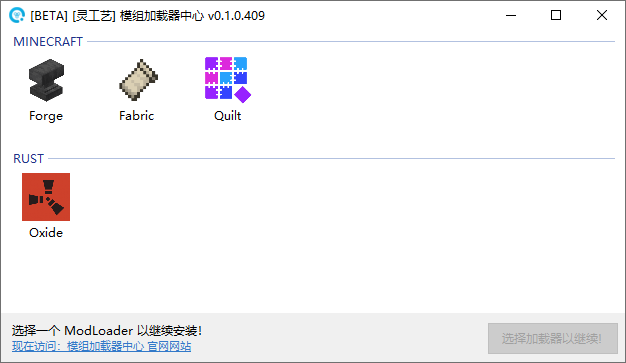 [BETA] [灵工艺] 模组加载器中心 v0.1.0.409
MINECRAFT
Forge
Fabric
Quilt
RUST
Oxide
选择一个 ModLoader 以继续安装!
现在访问：模组加载器中心 官网网站
选择加载器以继续!